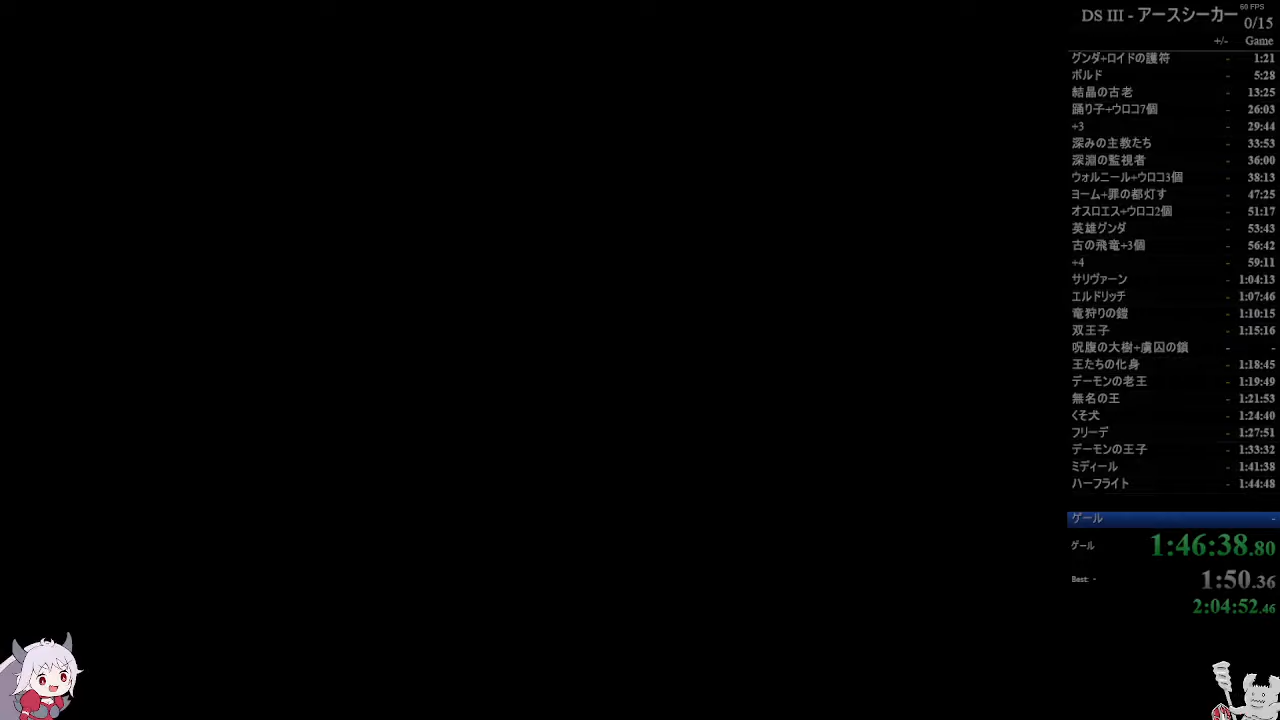 60 FPS
DS III - アースシーカー
0/15
+/- Game
グンダ+ロイドの護符 - 1:21
ボルド - 5:28
結晶の古老 - 13:25
踊り子+ウロコ7個 - 26:03
+3 - 29:44
深みの主教たち - 33:53
深淵の監視者 - 36:00
ウォルニール+ウロコ3個 - 38:13
ヨーム+罪の都灯す - 47:25
オスロエス+ウロコ2個 - 51:17
英雄グンダ - 53:43
古の飛竜+3個 - 56:42
+4 - 59:11
サリヴァーン - 1:04:13
エルドリッチ - 1:07:46
竜狩りの鎧 - 1:10:15
双王子 - 1:15:16
呪腹の大樹+虜囚の鎖 - -
王たちの化身 - 1:18:45
デーモンの老王 - 1:19:49
無名の王 - 1:21:53
くそ犬 - 1:24:40
フリーデ - 1:27:51
デーモンの王子 - 1:33:32
ミディール - 1:41:38
ハーフライト - 1:44:48
ゲール -
ゲール 1:46:38.80
Best: - 1:50.36
2:04:52.46